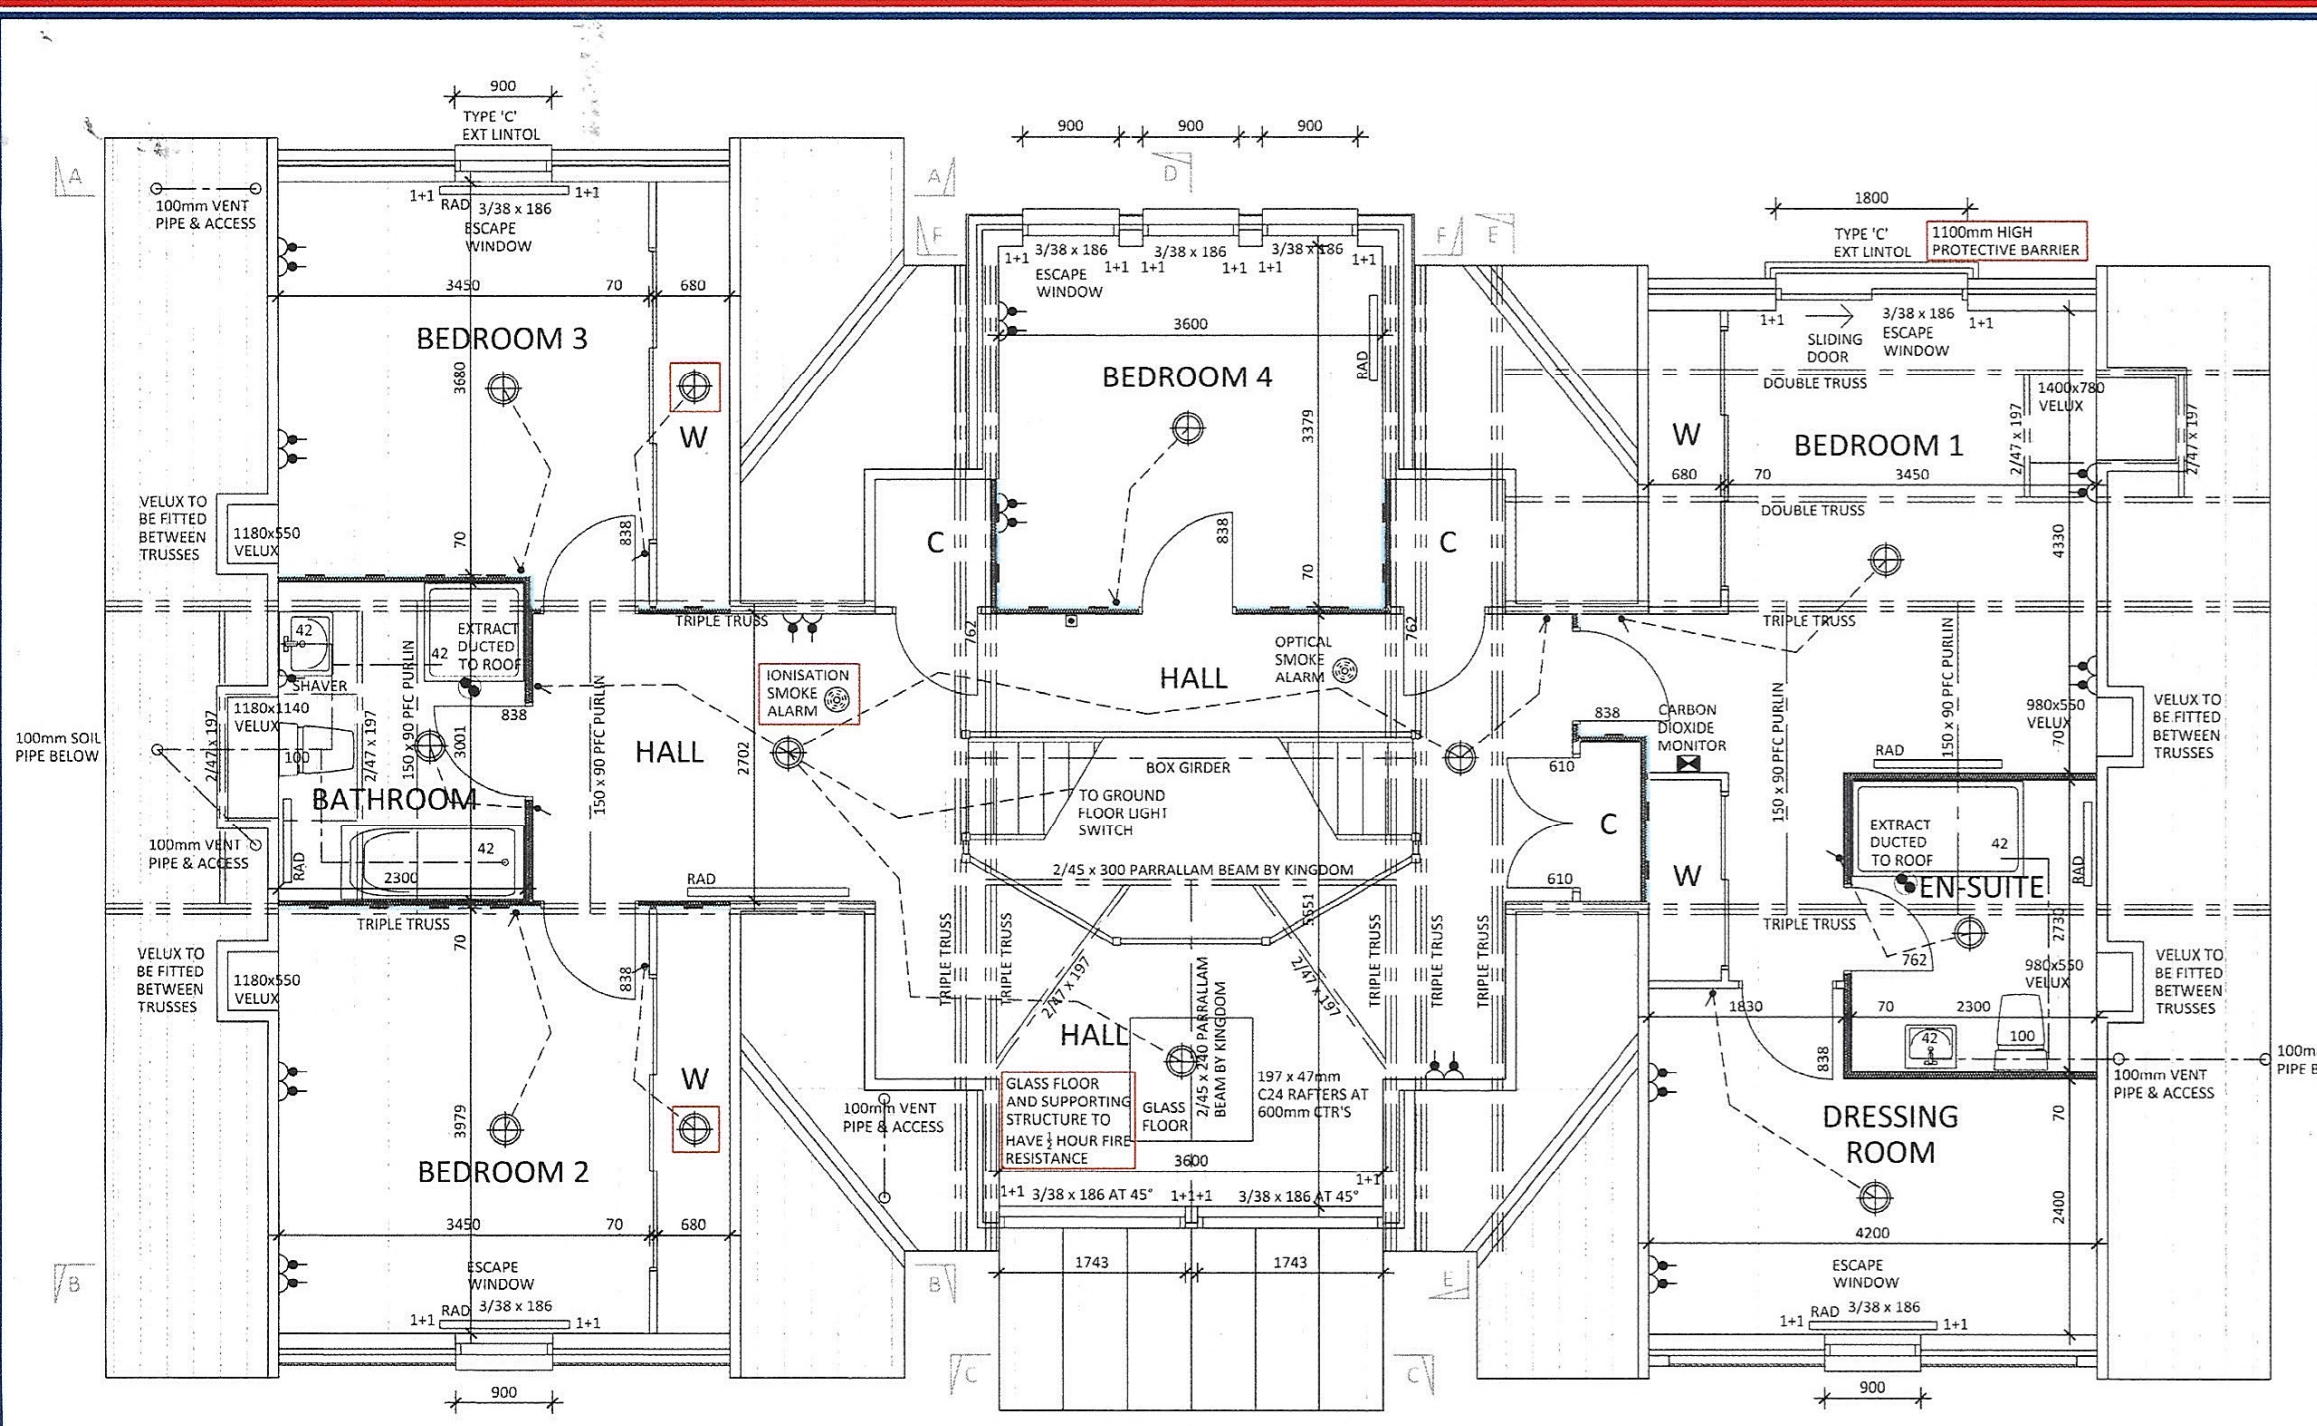 900
TYPE 'C'
EXT LINTOL
900
900
900
A
A
D
100mm VENT
PIPE & ACCESS
1+1
RAD
3/38 x 186
1+1
ESCAPE
WINDOW
F
F
E
1800
TYPE 'C'
EXT LINTOL
1100mm HIGH
PROTECTIVE BARRIER
1+1
3/38 x 186
1+1
1+1
3/38 x 186
1+1
1+1
3/38 x 186
1+1
ESCAPE
WINDOW
3450
70
680
3600
1+1
SLIDING
DOOR
3/38 x 186
ESCAPE
WINDOW
1+1
BEDROOM 3
3680
W
BEDROOM 4
RAD
3379
DOUBLE TRUSS
1400x780
VELUX
2/47 x 197
2/47 x 197
W
BEDROOM 1
680
70
3450
DOUBLE TRUSS
VELUX TO
BE FITTED
BETWEEN
TRUSSES
1180x550
VELUX
70
838
C
838
70
C
4330
TRIPLE TRUSS
762
762
TRIPLE TRUSS
42
SHAVER
EXTRACT
DUCTED
TO ROOF
42
150 x 90 PFC PURLIN
150 x 90 PFC PURLIN
IONISATION
SMOKE
ALARM
HALL
OPTICAL
SMOKE
ALARM
150 x 90 PFC PURLIN
150 x 90 PFC PURLIN
1180x1140
VELUX
2/47 x 197
2/47 x 197
838
3001
100mm SOIL
PIPE BELOW
100
BATHROOM
HALL
2702
BOX GIRDER
TO GROUND
FLOOR LIGHT
SWITCH
838
CARBON
DIOXIDE
MONITOR
610
C
610
980x550
VELUX
70
VELUX TO
BE FITTED
BETWEEN
TRUSSES
RAD
100mm VENT
PIPE & ACCESS
RAD
42
2300
RAD
2/45 x 300 PARRALLAM BEAM BY KINGDOM
W
EXTRACT
DUCTED
TO ROOF
42
RAD
EN-SUITE
TRIPLE TRUSS
70
TRIPLE TRUSS
TRIPLE TRUSS
5551
TRIPLE TRUSS
TRIPLE TRUSS
TRIPLE TRUSS
TRIPLE TRUSS
2733
762
VELUX TO
BE FITTED
BETWEEN
TRUSSES
1180x550
VELUX
838
2/47 x 197
2/47 x 197
980x550
VELUX
VELUX TO
BE FITTED
BETWEEN
TRUSSES
1830
70
2300
HALL
2/45 x 240 PARRALLAM
BEAM BY KINGDOM
42
100
838
100m
PIPE B
100mm VENT
PIPE & ACCESS
W
GLASS FLOOR
AND SUPPORTING
STRUCTURE TO
HAVE ½ HOUR FIRE
RESISTANCE
GLASS
FLOOR
197 x 47mm
C24 RAFTERS AT
600mm CTR'S
100mm VENT
PIPE & ACCESS
3979
BEDROOM 2
DRESSING
ROOM
70
3600
1+1
3/38 x 186 AT 45°
1+1+1
3/38 x 186 AT 45°
1+1
2400
3450
70
680
4200
1743
1743
B
B
E
ESCAPE
WINDOW
ESCAPE
WINDOW
1+1
RAD
3/38 x 186
1+1
1+1
RAD
3/38 x 186
1+1
C
C
900
900